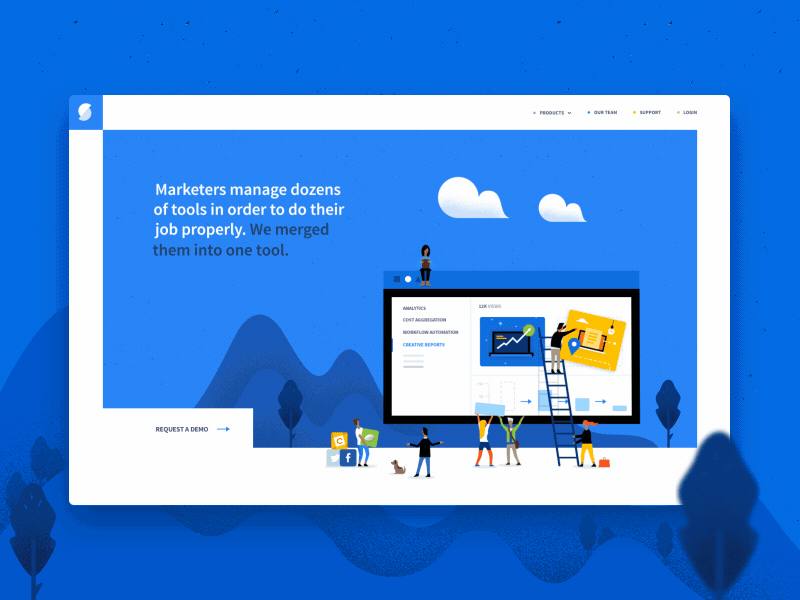 PRODUCTS
OUR TEAM
SUPPORT
LOGIN
Marketers manage dozens
of tools in order to do their
job properly. We merged
them into one tool.
ANALYTICS
COST AGGREGATION
WORKFLOW AUTOMATION
CREATIVE REPORTS
12K VIEWS
REQUEST A DEMO